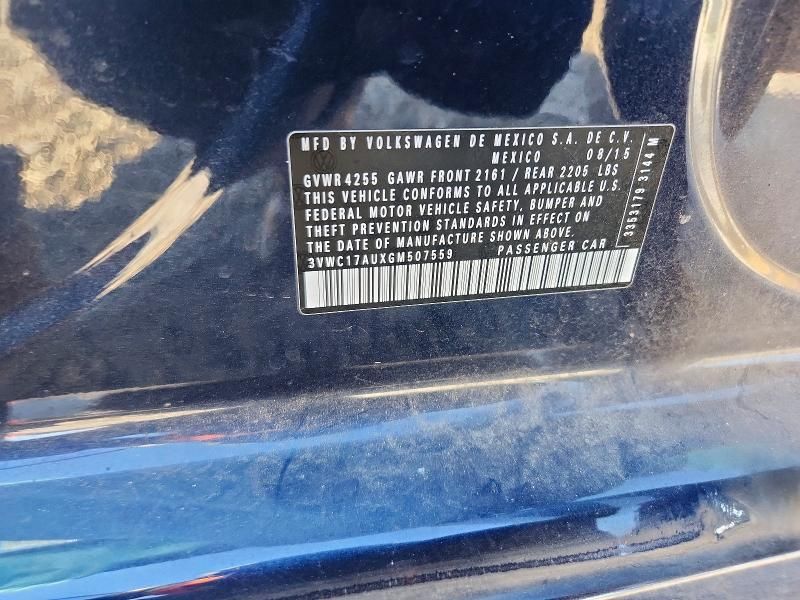 MFD BY VOLKSWAGEN DE MEXICO S.A. DE C.V.
MEXICO 08/15
GVWR 4255 GAWR FRONT 2161 / REAR 2205 LBS
THIS VEHICLE CONFORMS TO ALL APPLICABLE U.S.
FEDERAL MOTOR VEHICLE SAFETY, BUMPER AND
THEFT PREVENTION STANDARDS IN EFFECT ON
THE DATE OF MANUFACTURE SHOWN ABOVE.
3VWC17AUXGM507559 PASSENGER CAR
3353179 3744 M